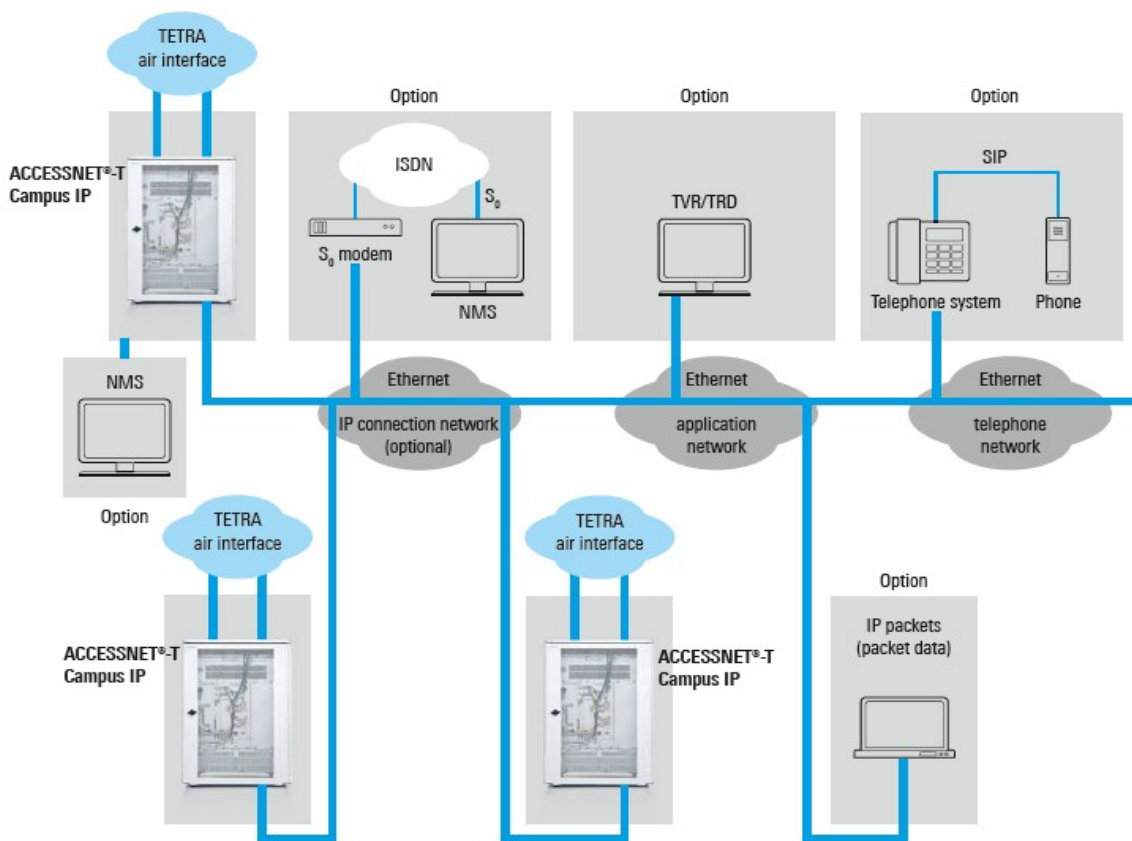 TETRA
air interface
ACCESSNET®-T
Campus IP
Option
ISDN
S₀
S₀ modem
NMS
Option
TVR/TRD
Option
SIP
Telephone system
Phone
NMS
Option
Ethernet
IP connection network
(optional)
Ethernet
application
network
Ethernet
telephone
network
TETRA
air interface
ACCESSNET®-T
Campus IP
TETRA
air interface
ACCESSNET®-T
Campus IP
Option
IP packets
(packet data)